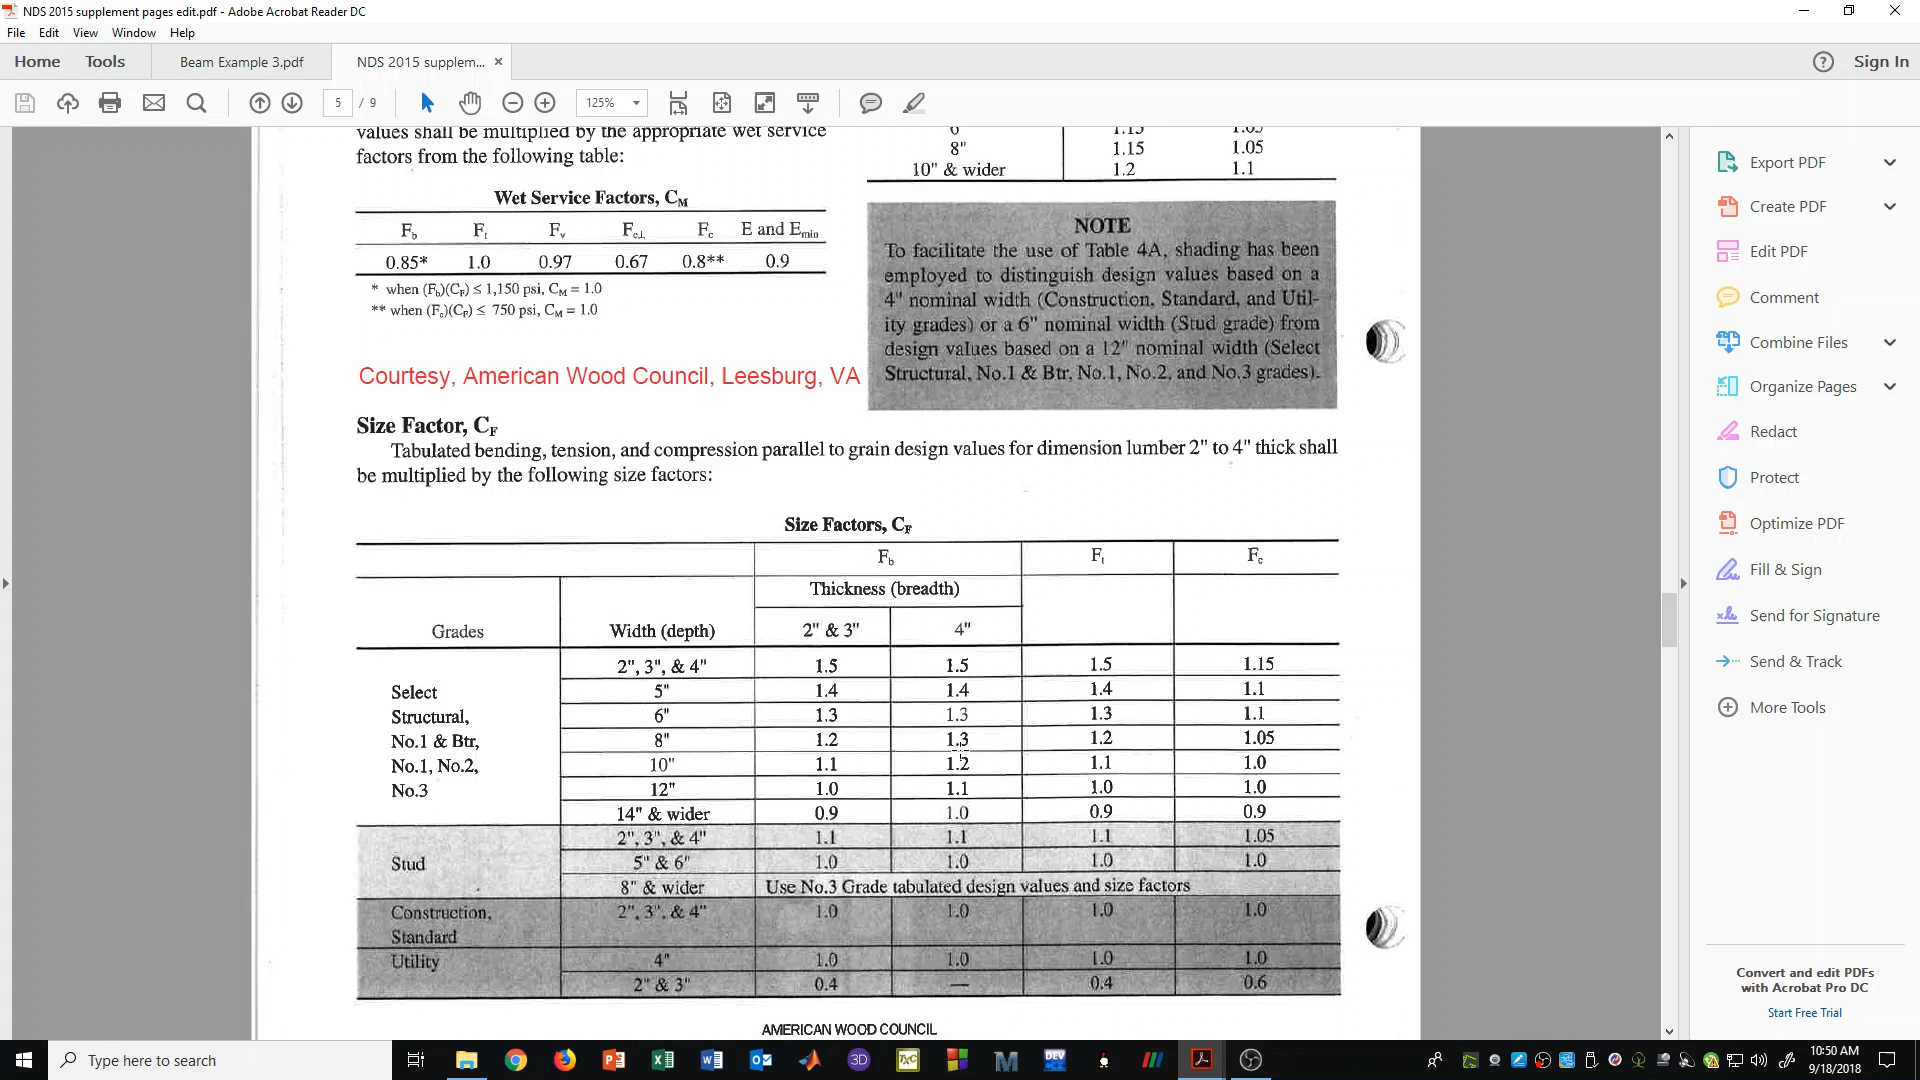 NDS 2015 supplement pages edit.pdf - Adobe Acrobat Reader DC
File Edit View Window Help
Home Tools Beam Example 3.pdf NDS 2015 supplem... × Sign In
5 / 9 125%
values shall be multiplied by the appropriate wet service
factors from the following table:
6" 1.15 1.05
8" 1.15 1.05
10" & wider 1.2 1.1
Wet Service Factors, CM
Fb Ft Fv Fc⊥ Fc E and Emin
0.85* 1.0 0.97 0.67 0.8** 0.9
* when (Fb)(CF) ≤ 1,150 psi, CM = 1.0
** when (Fc)(CF) ≤ 750 psi, CM = 1.0
NOTE
To facilitate the use of Table 4A, shading has been
employed to distinguish design values based on a
4" nominal width (Construction, Standard, and Util-
ity grades) or a 6" nominal width (Stud grade) from
design values based on a 12" nominal width (Select
Structural, No.1 & Btr, No.1, No.2, and No.3 grades).
Courtesy, American Wood Council, Leesburg, VA
Size Factor, CF
Tabulated bending, tension, and compression parallel to grain design values for dimension lumber 2" to 4" thick shall
be multiplied by the following size factors:
Size Factors, CF
Fb Ft Fc
Thickness (breadth)
Grades Width (depth) 2" & 3" 4"
2", 3", & 4" 1.5 1.5 1.5 1.15
Select 5" 1.4 1.4 1.4 1.1
Structural, 6" 1.3 1.3 1.3 1.1
No.1 & Btr, 8" 1.2 1.3 1.2 1.05
No.1, No.2, 10" 1.1 1.2 1.1 1.0
No.3 12" 1.0 1.1 1.0 1.0
14" & wider 0.9 1.0 0.9 0.9
2", 3", & 4" 1.1 1.1 1.1 1.05
Stud 5" & 6" 1.0 1.0 1.0 1.0
8" & wider Use No.3 Grade tabulated design values and size factors
Construction, 2", 3", & 4" 1.0 1.0 1.0 1.0
Standard
Utility 4" 1.0 1.0 1.0 1.0
2" & 3" 0.4 — 0.4 0.6
AMERICAN WOOD COUNCIL
Export PDF
Create PDF
Edit PDF
Comment
Combine Files
Organize Pages
Redact
Protect
Optimize PDF
Fill & Sign
Send for Signature
Send & Track
More Tools
Convert and edit PDFs
with Acrobat Pro DC
Start Free Trial
Type here to search
3D
TXC
DEV
10:50 AM
9/18/2018